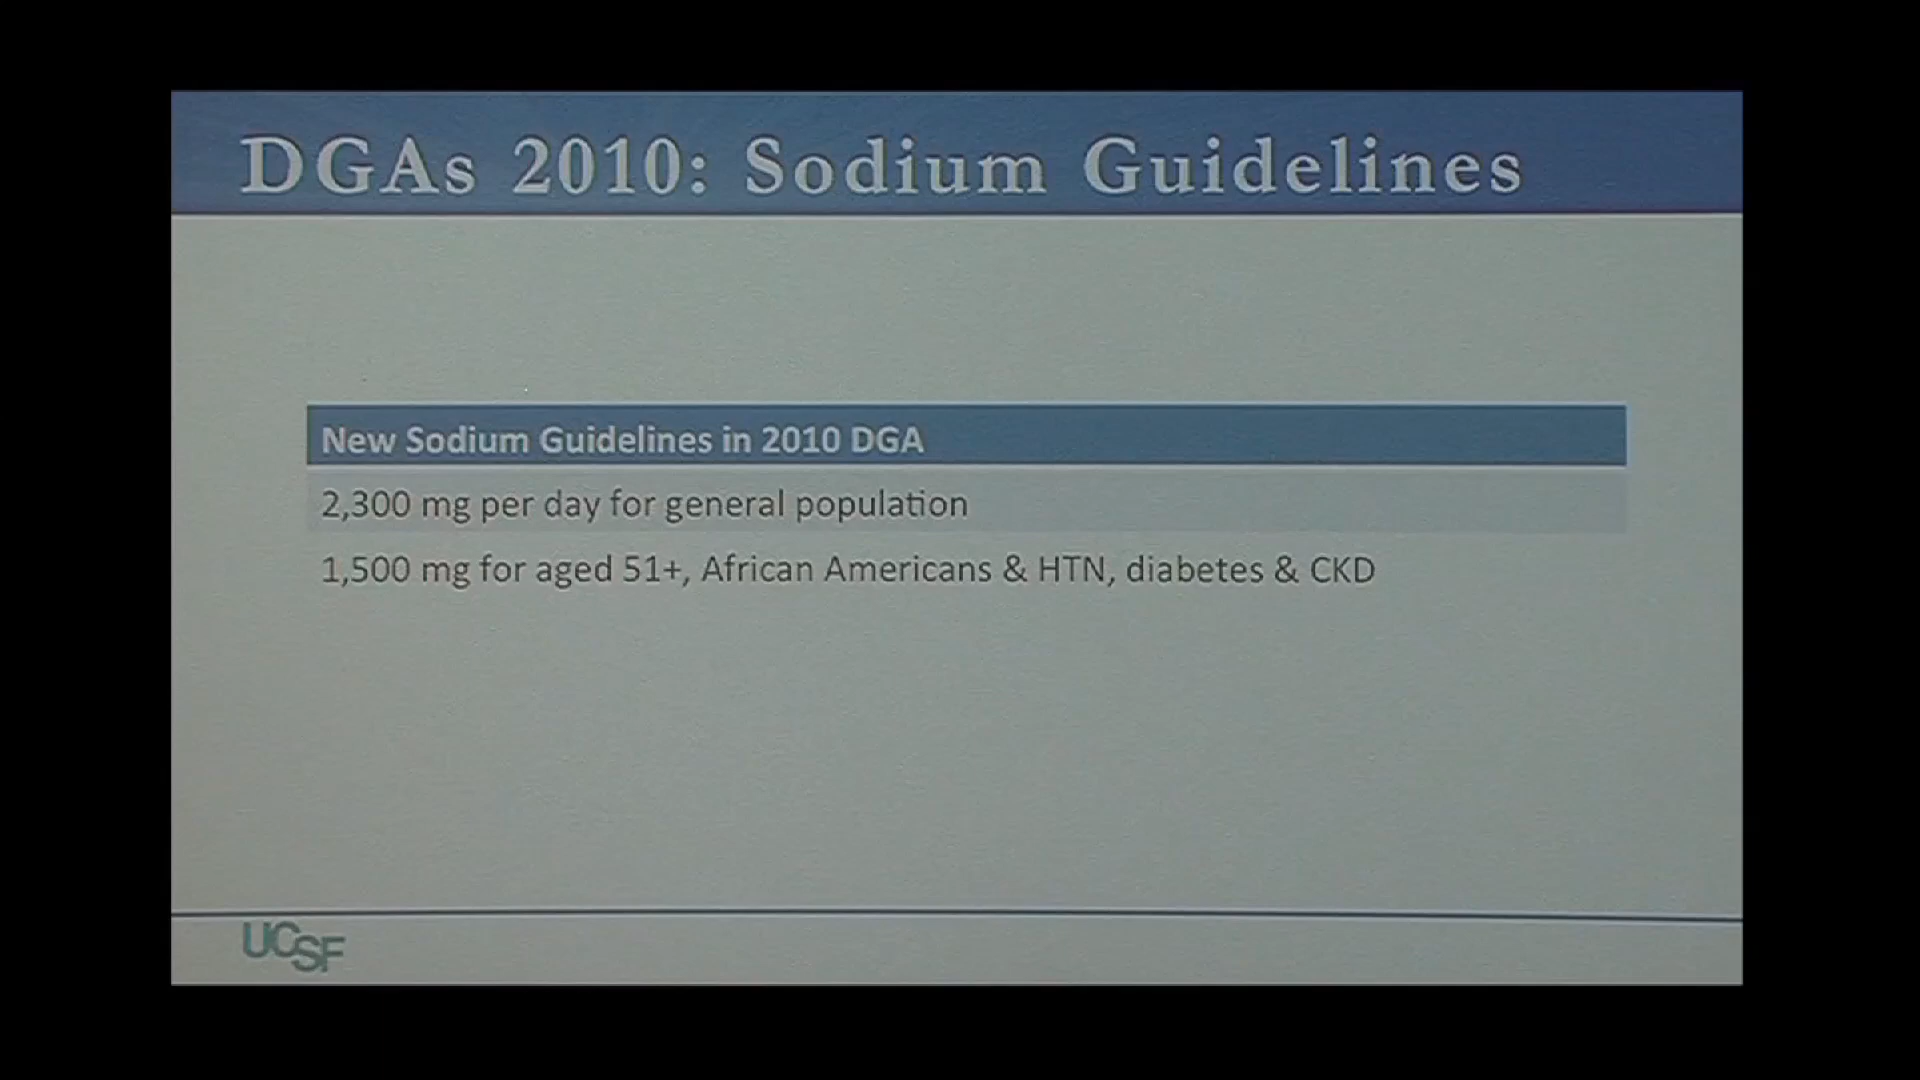 DGAs 2010: Sodium Guidelines
New Sodium Guidelines in 2010 DGA
2,300 mg per day for general population
1,500 mg for aged 51+, African Americans & HTN, diabetes & CKD
UCSF